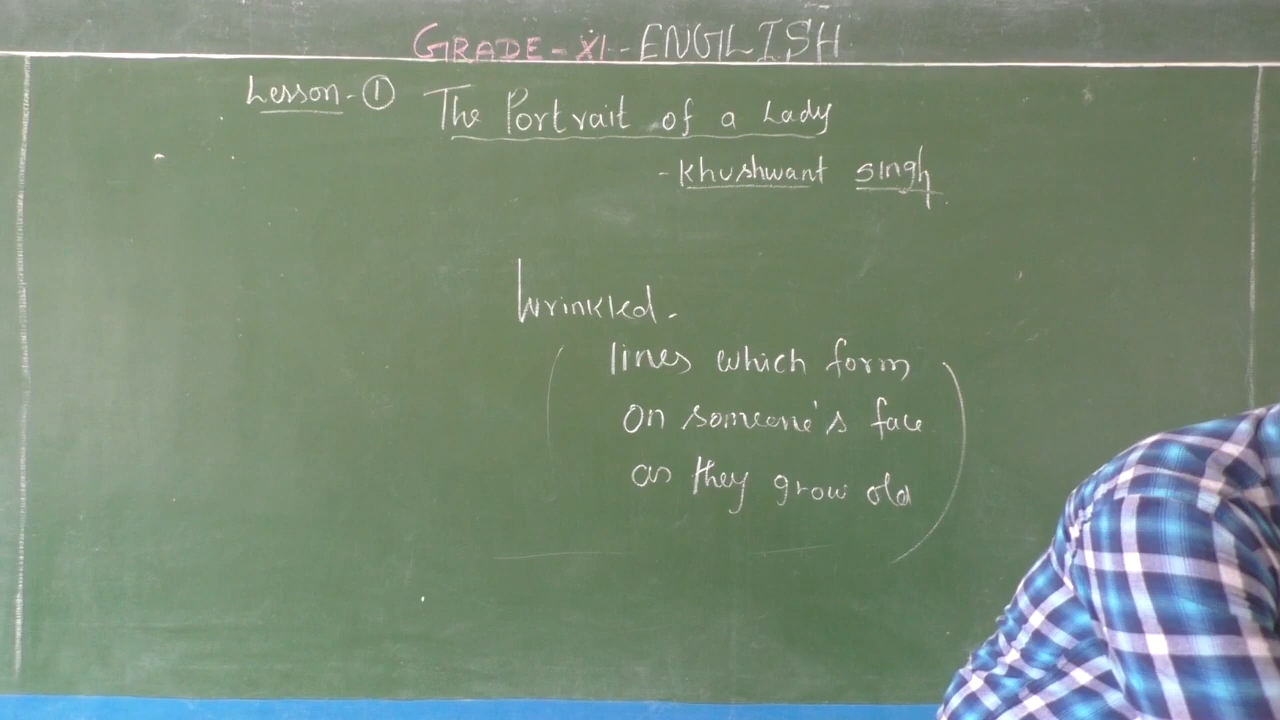 GRADE-XI-ENGLISH
Lesson-① The Portrait of a Lady
-Khushwant Singh
Wrinkled.
(lines which form
on someone's face
as they grow old)